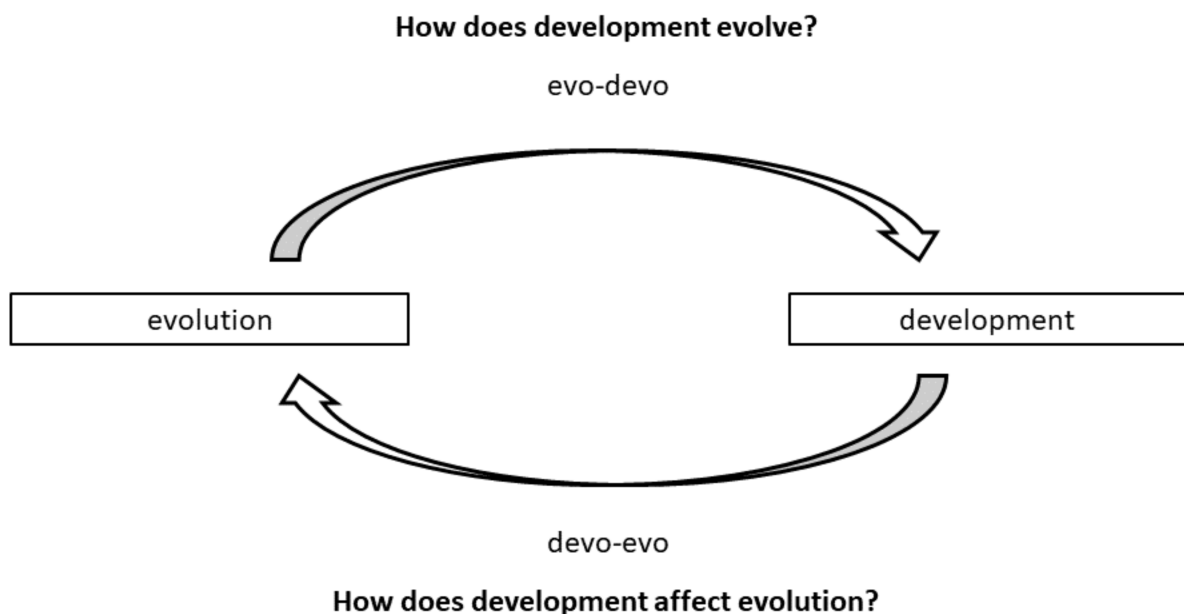 How does development evolve?
evo-devo
evolution
development
devo-evo
How does development affect evolution?